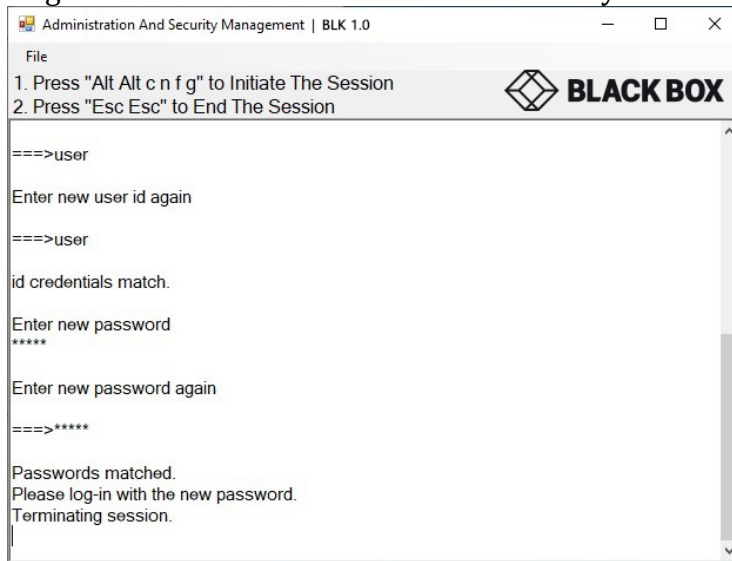 Administration And Security Management | BLK 1.0
File
1. Press "Alt Alt c n f g" to Initiate The Session
2. Press "Esc Esc" to End The Session
BLACK BOX
===>user
Enter new user id again
===>user
id credentials match.
Enter new password
*****
Enter new password again
===>*****
Passwords matched.
Please log-in with the new password.
Terminating session.